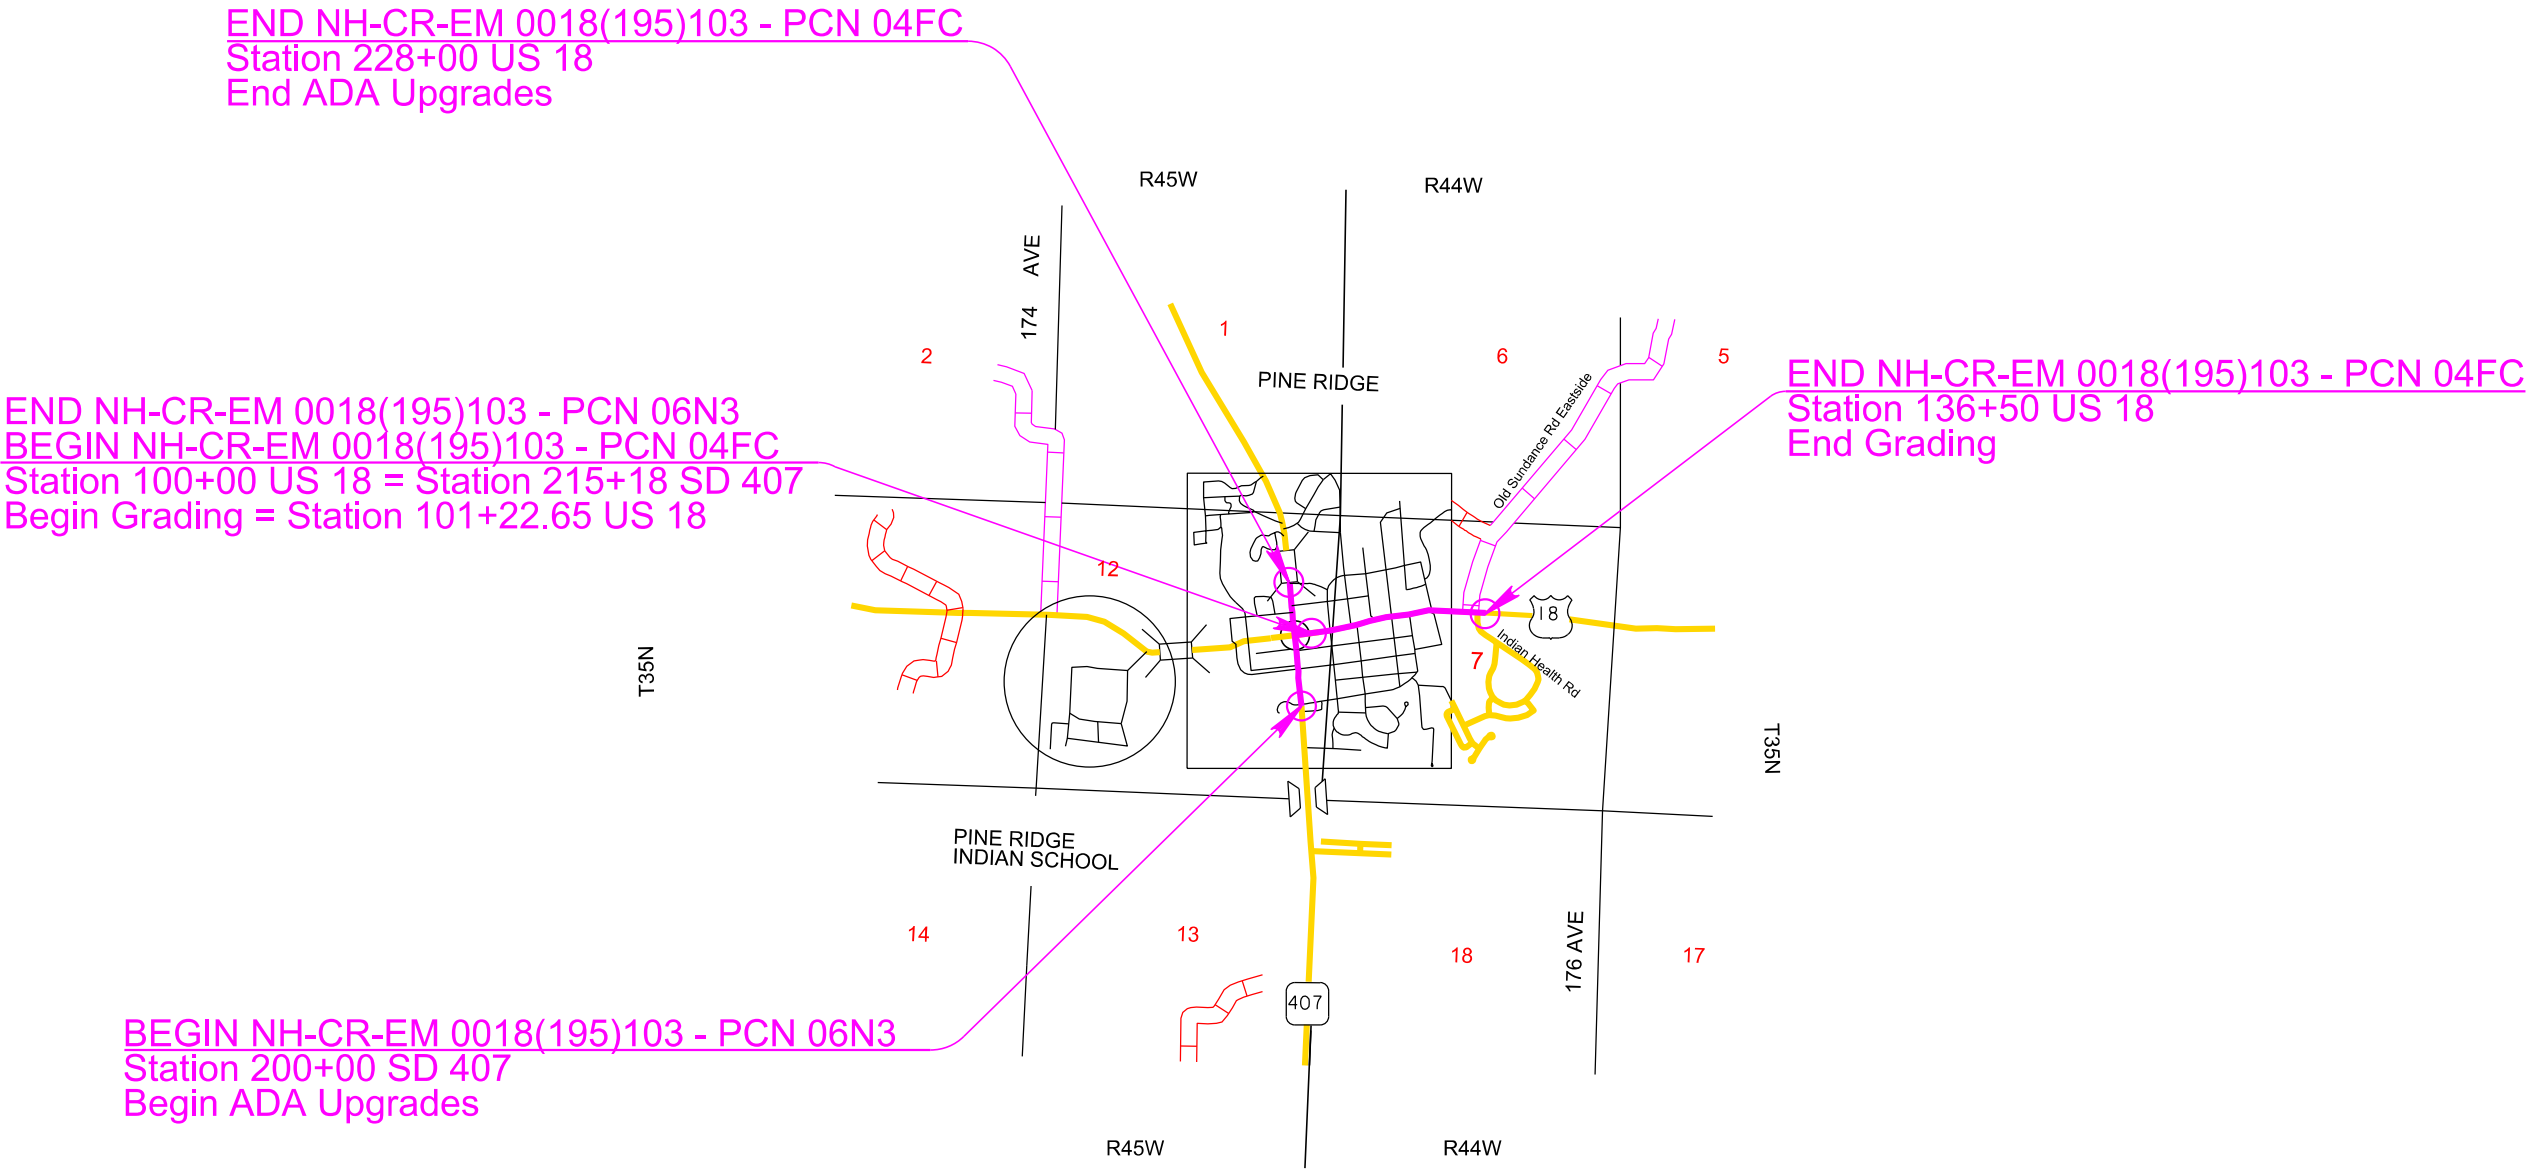 END NH-CR-EM 0018(195)103 - PCN 04FC
Station 228+00 US 18
End ADA Upgrades
R45W
R44W
174 AVE
1
2
6
5
PINE RIDGE
Old Sundance Rd Eastside
END NH-CR-EM 0018(195)103 - PCN 04FC
Station 136+50 US 18
End Grading
END NH-CR-EM 0018(195)103 - PCN 06N3
BEGIN NH-CR-EM 0018(195)103 - PCN 04FC
Station 100+00 US 18 = Station 215+18 SD 407
Begin Grading = Station 101+22.65 US 18
12
18
7
Indian Health Rd
T35N
T35N
PINE RIDGE
INDIAN SCHOOL
14
13
18
17
176 AVE
407
BEGIN NH-CR-EM 0018(195)103 - PCN 06N3
Station 200+00 SD 407
Begin ADA Upgrades
R45W
R44W